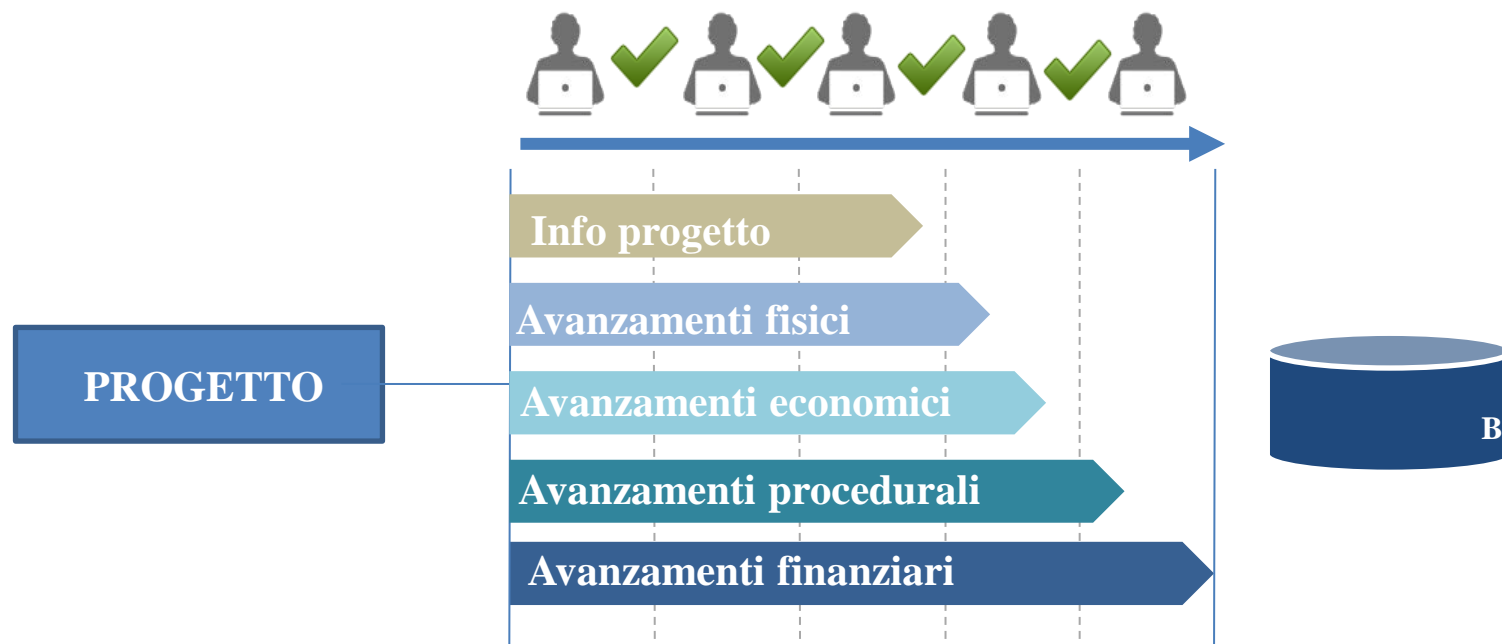 Info progetto
Avanzamenti fisici
PROGETTO
Avanzamenti economici
B
Avanzamenti procedurali
Avanzamenti finanziari